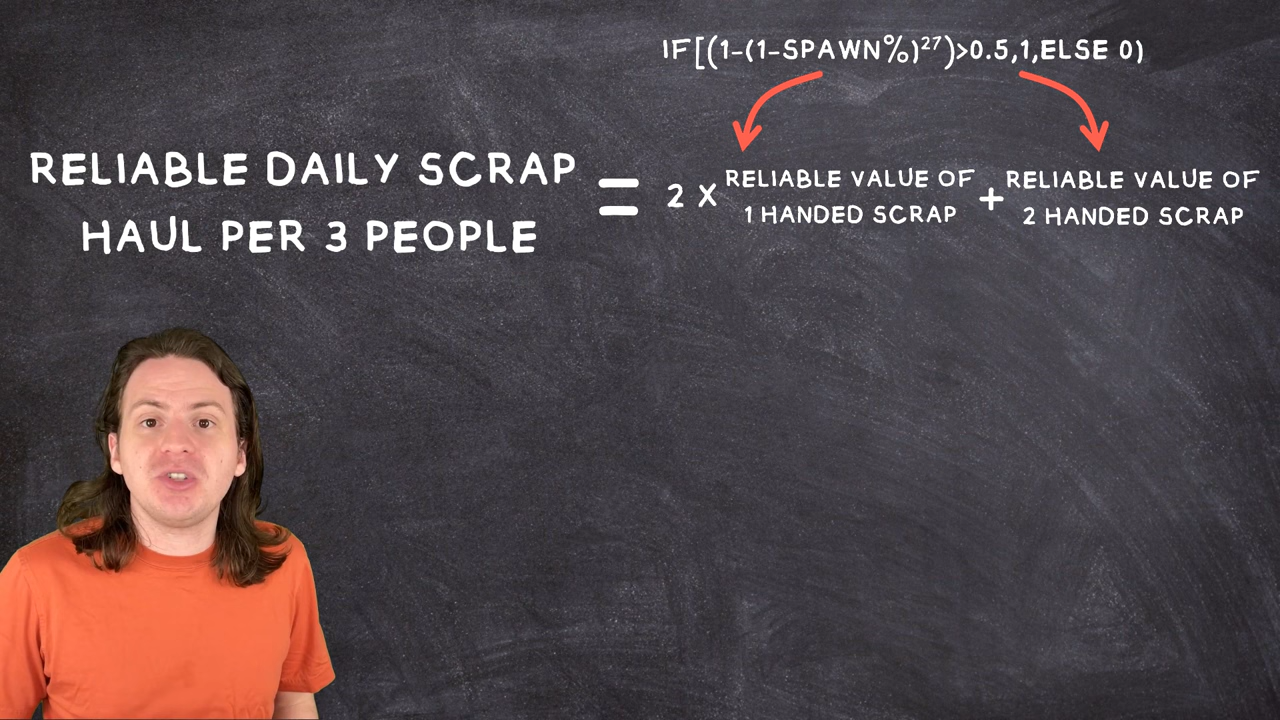 IF[(1-(1-SPAWN%)²⁷)>0.5,1,ELSE 0)
RELIABLE DAILY SCRAP
HAUL PER 3 PEOPLE
=
2 X
RELIABLE VALUE OF
1 HANDED SCRAP
+
RELIABLE VALUE OF
2 HANDED SCRAP